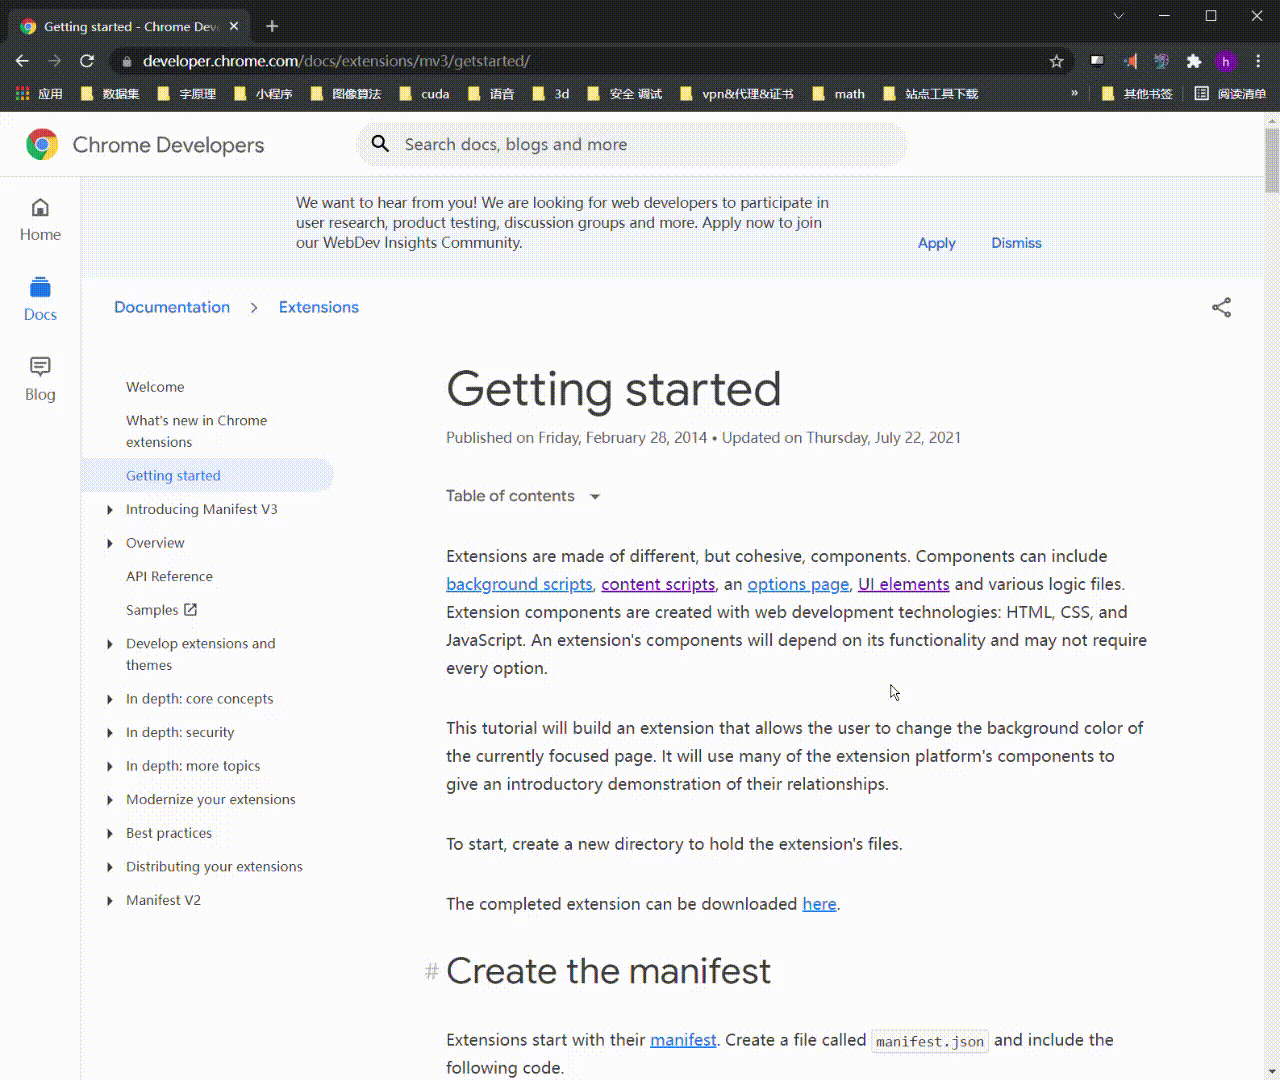 Getting started - Chrome Dev
developer.chrome.com/docs/extensions/mv3/getstarted/
h
应用 数据集 字原理 小程序 图像算法 cuda 语音 3d 安全 调试 vpn&代理&证书 math 站点工具下载 » 其他书签 阅读清单
Chrome Developers
Search docs, blogs and more
Home
Docs
Blog
We want to hear from you! We are looking for web developers to participate in
user research, product testing, discussion groups and more. Apply now to join
our WebDev Insights Community.
Apply Dismiss
Documentation > Extensions
Welcome
What's new in Chrome
extensions
Getting started
Introducing Manifest V3
Overview
API Reference
Samples
Develop extensions and
themes
In depth: core concepts
In depth: security
In depth: more topics
Modernize your extensions
Best practices
Distributing your extensions
Manifest V2
Getting started
Published on Friday, February 28, 2014 • Updated on Thursday, July 22, 2021
Table of contents
Extensions are made of different, but cohesive, components. Components can include
background scripts, content scripts, an options page, UI elements and various logic files.
Extension components are created with web development technologies: HTML, CSS, and
JavaScript. An extension's components will depend on its functionality and may not require
every option.
This tutorial will build an extension that allows the user to change the background color of
the currently focused page. It will use many of the extension platform's components to
give an introductory demonstration of their relationships.
To start, create a new directory to hold the extension's files.
The completed extension can be downloaded here.
# Create the manifest
Extensions start with their manifest. Create a file called manifest.json and include the
following code.